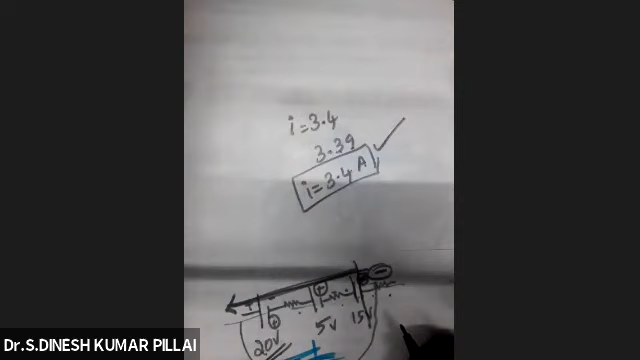 i=3.4
3.39
i=3.4 A
20V
5V
15V
Dr.S.DINESH KUMAR PILLAI